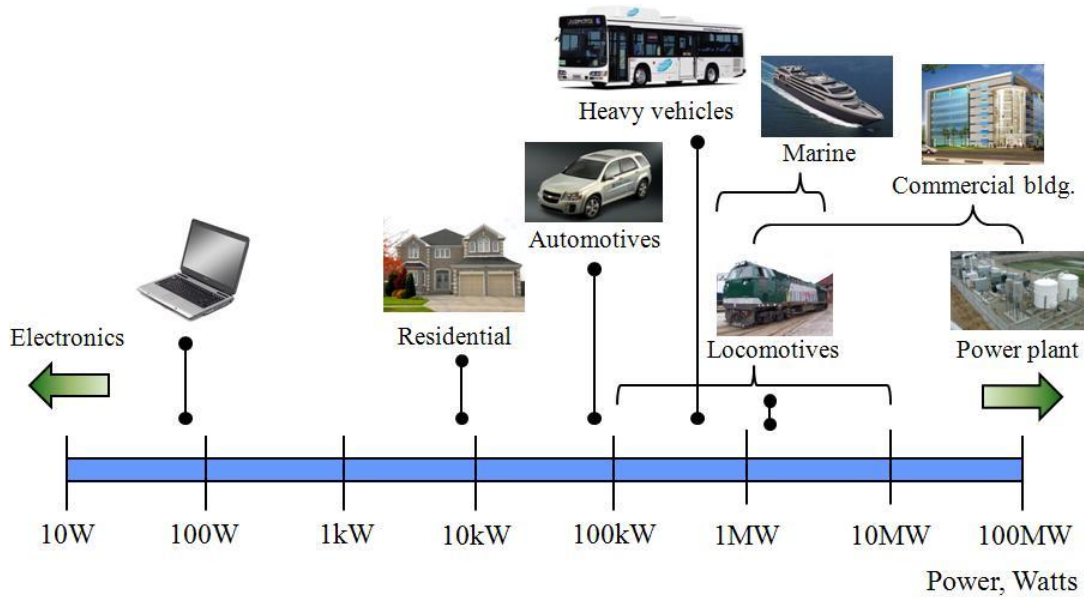 Heavy vehicles
Marine
Commercial bldg.
Automotives
Electronics
Residential
Locomotives
Power plant
10W 100W 1kW 10kW 100kW 1MW 10MW 100MW
Power, Watts